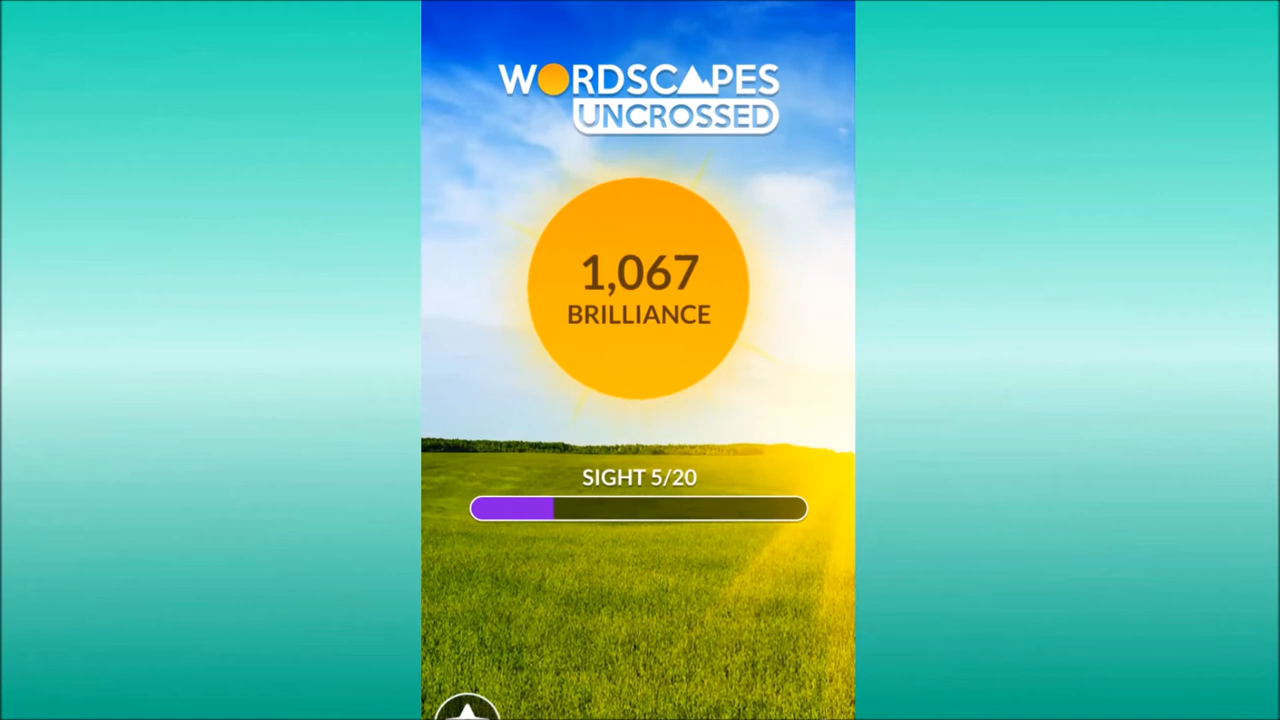 WORDSCAPES
UNCROSSED
1,067
BRILLIANCE
SIGHT 5/20